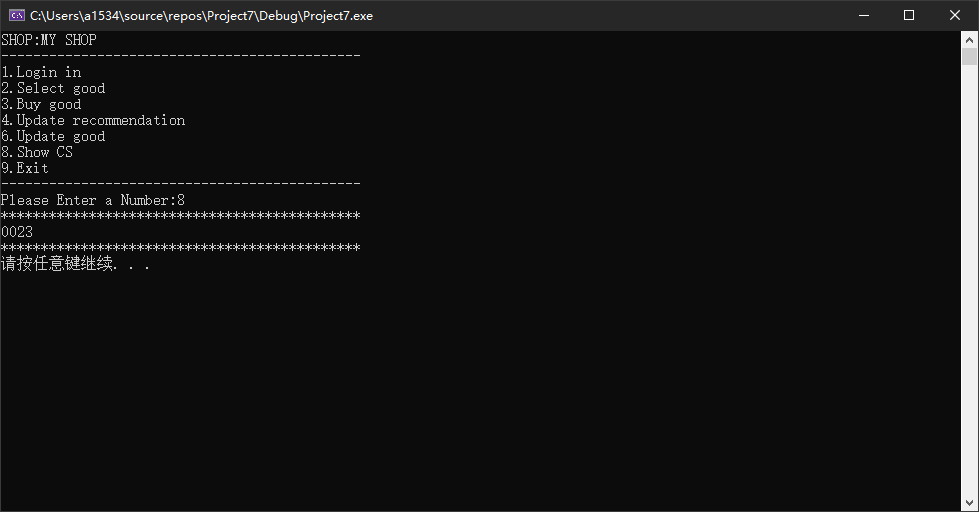 C:\Users\a1534\source\repos\Project7\Debug\Project7.exe
SHOP:MY SHOP
---------------------------------------------
1.Login in
2.Select good
3.Buy good
4.Update recommendation
6.Update good
8.Show CS
9.Exit
---------------------------------------------
Please Enter a Number:8
*********************************************
0023
*********************************************
请按任意键继续. . .